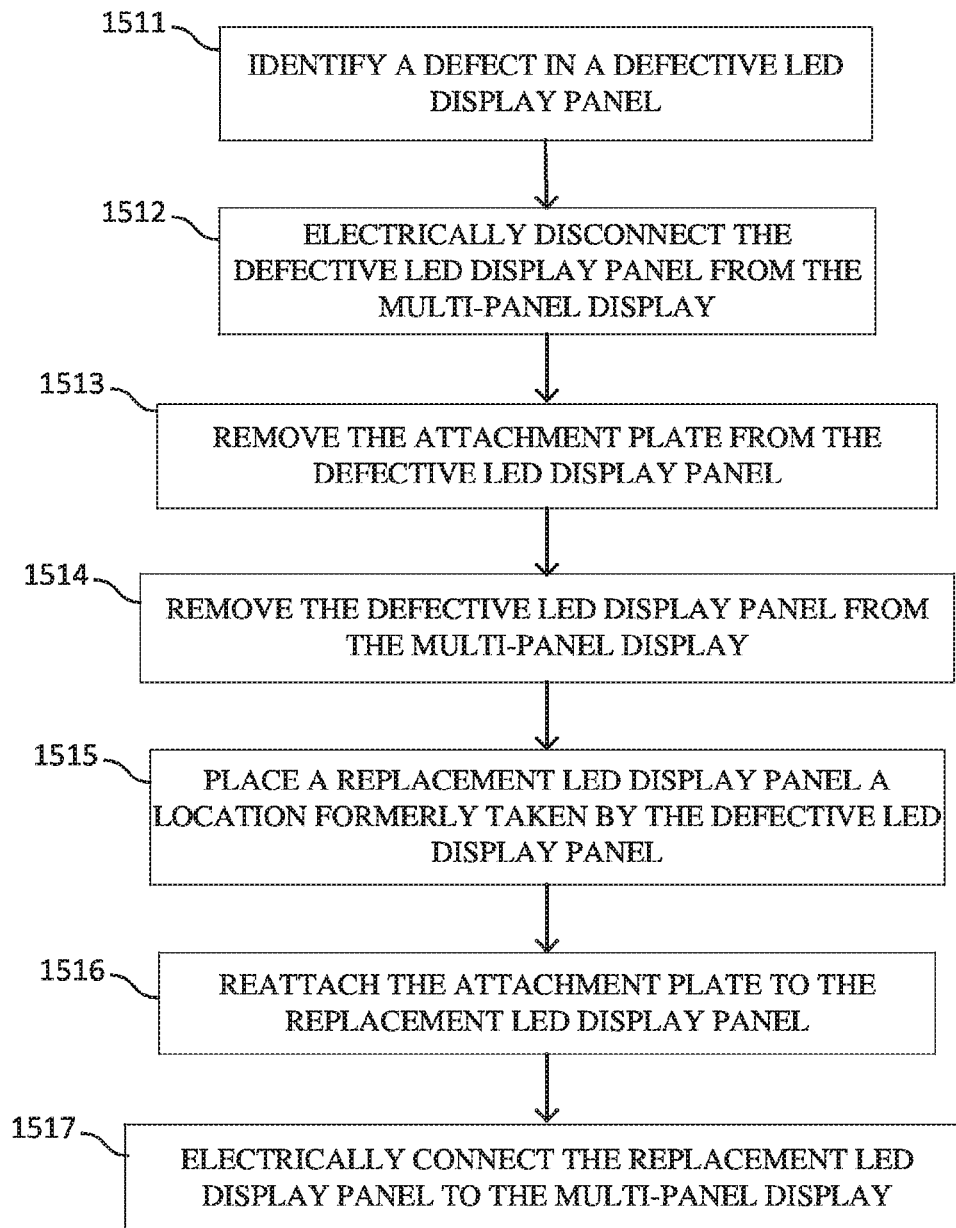 1511
IDENTIFY A DEFECT IN A DEFECTIVE LED
DISPLAY PANEL
1512
ELECTRICALLY DISCONNECT THE
DEFECTIVE LED DISPLAY PANEL FROM THE
MULTI-PANEL DISPLAY
1513
REMOVE THE ATTACHMENT PLATE FROM THE
DEFECTIVE LED DISPLAY PANEL
1514
REMOVE THE DEFECTIVE LED DISPLAY PANEL FROM
THE MULTI-PANEL DISPLAY
1515
PLACE A REPLACEMENT LED DISPLAY PANEL A
LOCATION FORMERLY TAKEN BY THE DEFECTIVE LED
DISPLAY PANEL
1516
REATTACH THE ATTACHMENT PLATE TO THE
REPLACEMENT LED DISPLAY PANEL
1517
ELECTRICALLY CONNECT THE REPLACEMENT LED
DISPLAY PANEL TO THE MULTI-PANEL DISPLAY